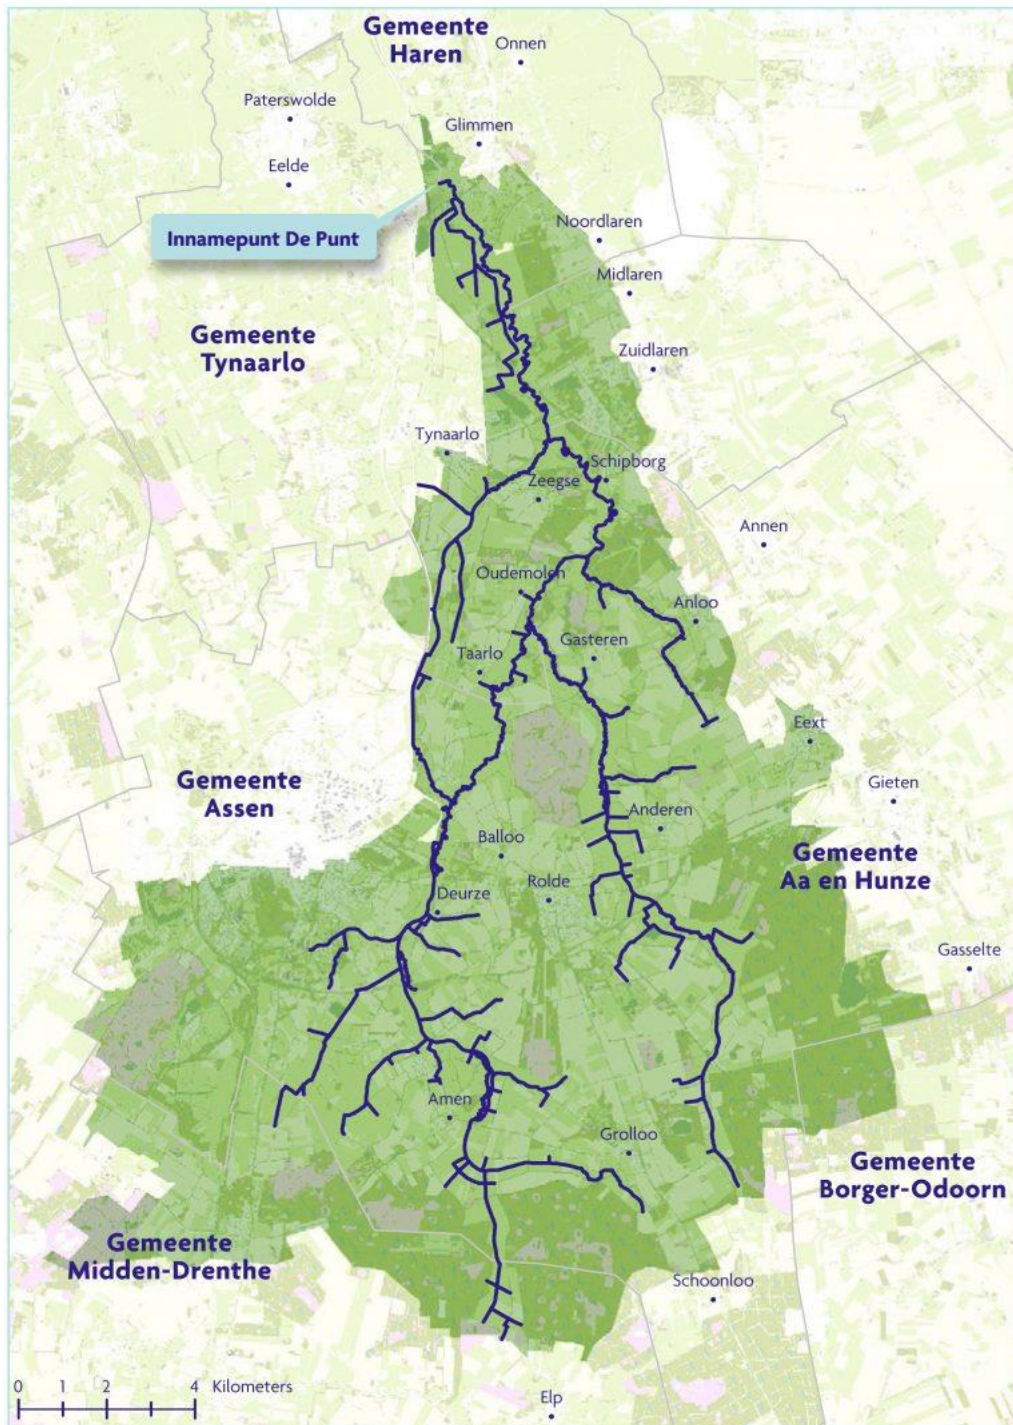 Gemeente
Haren
Onnen
Paterswolde
Glimmen
Eelde
Innamepunt De Punt
Noordlaren
Midlaren
Gemeente
Tynaarlo
Zuidlaren
Tynaarlo
Schipborg
Zeegse
Annen
Oudemolen
Anloo
Gasteren
Taarlo
Eext
Gemeente
Assen
Gieten
Anderen
Balloo
Gemeente
Aa en Hunze
Rolde
Deurze
Gasselte
Amen
Grolloo
Gemeente
Borger-Odoorn
Gemeente
Midden-Drenthe
Schoonloo
0 1 2 4 Kilometers
Elp